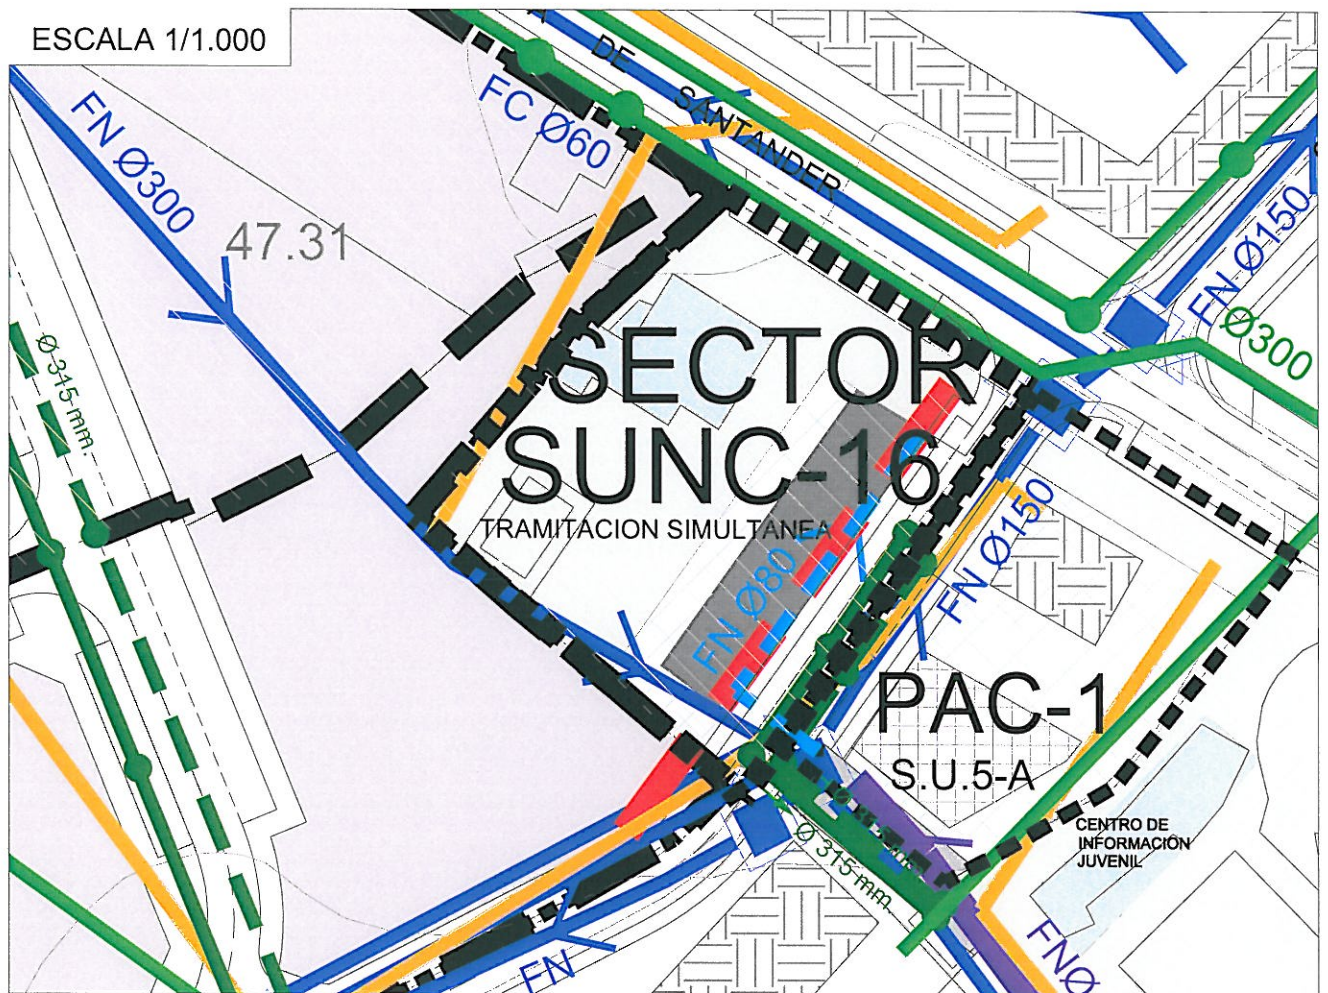 ESCALA 1/1.000
DE
SANTANDER
FC Ø60
FN Ø300
47.31
FN Ø150
Ø300
Ø 315 mm.
SECTOR
SUNC-16
TRAMITACION SIMULTANEA
FN Ø80
FN Ø150
PAC-1
S.U.5-A
CENTRO DE
INFORMACIÓN
JUVENIL
Ø 315 mm.
FN
FNØ